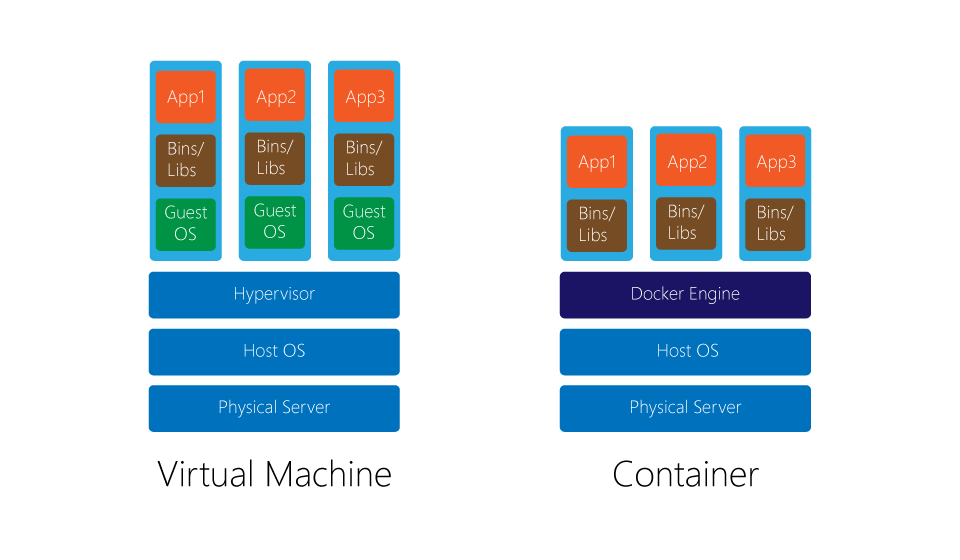 App1
Bins/
Libs
Guest
OS
App2
Bins/
Libs
Guest
OS
App3
Bins/
Libs
Guest
OS
Hypervisor
Host OS
Physical Server
Virtual Machine
App1
Bins/
Libs
App2
Bins/
Libs
App3
Bins/
Libs
Docker Engine
Host OS
Physical Server
Container